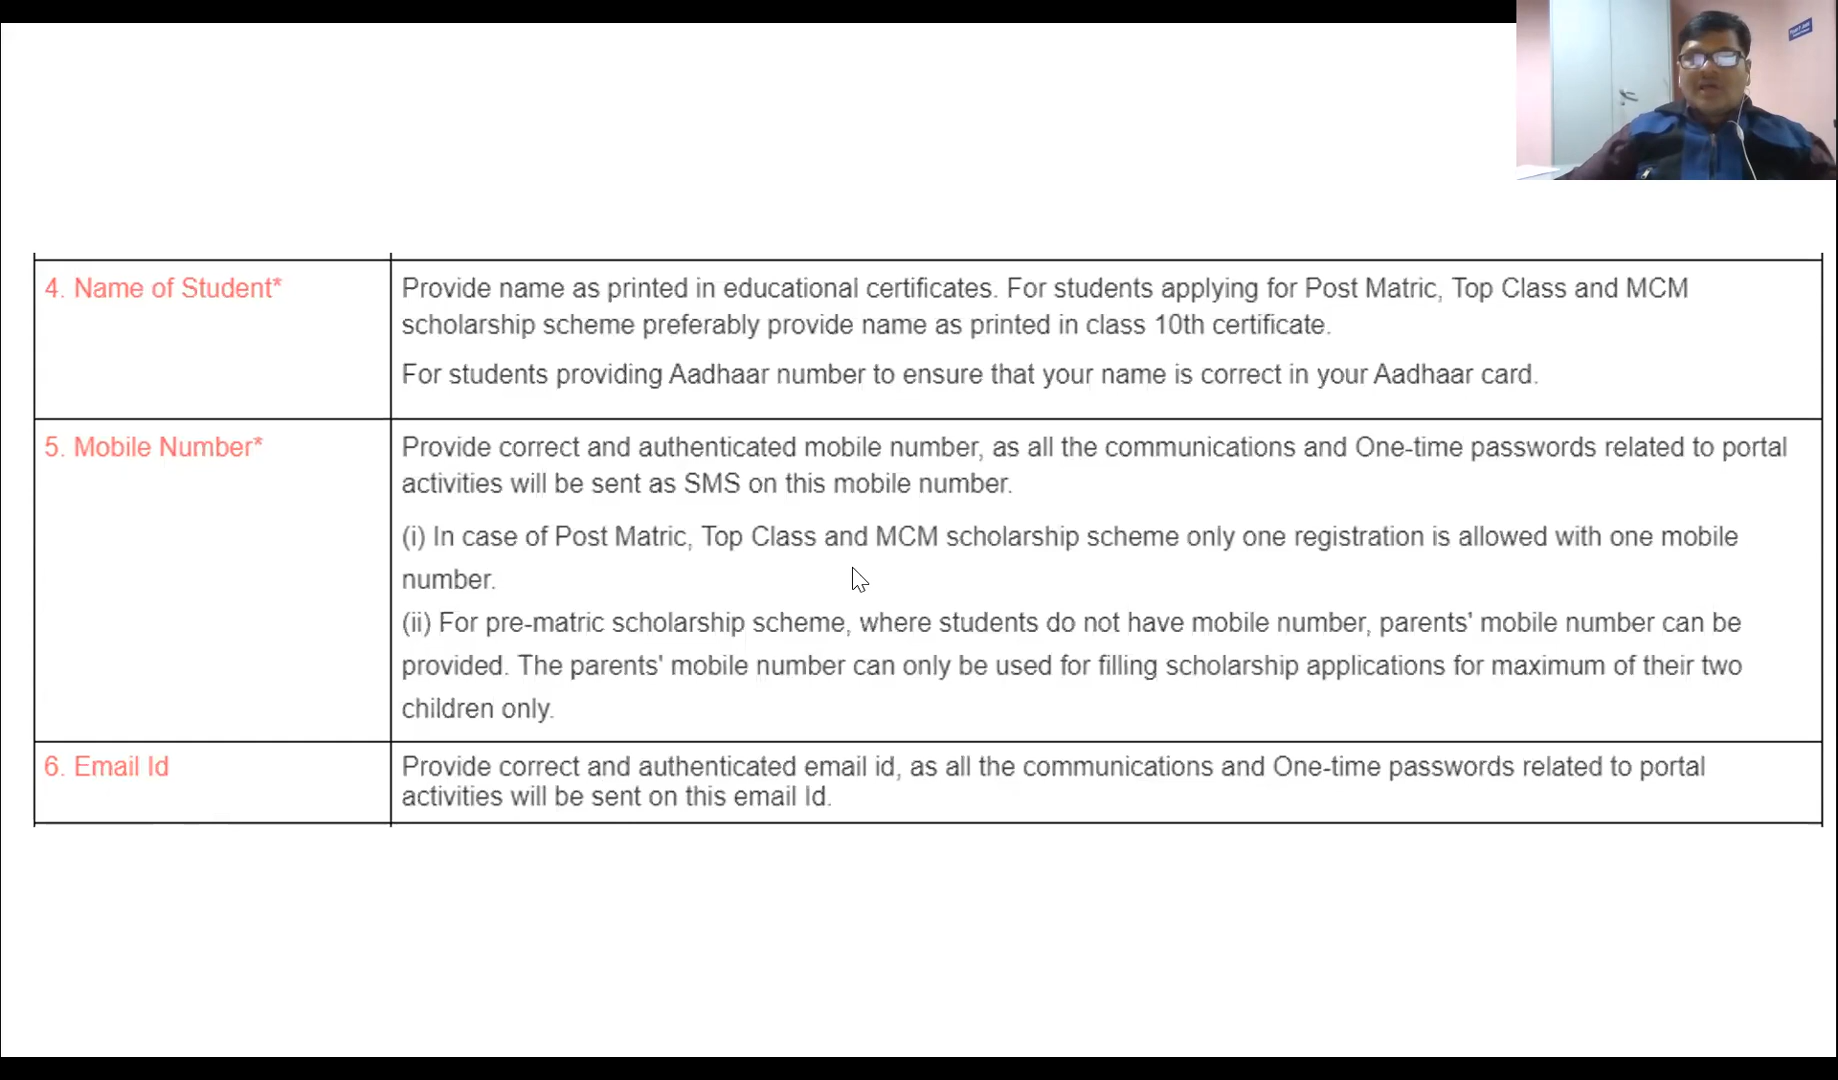 4. Name of Student*
Provide name as printed in educational certificates. For students applying for Post Matric, Top Class and MCM
scholarship scheme preferably provide name as printed in class 10th certificate.
For students providing Aadhaar number to ensure that your name is correct in your Aadhaar card.
5. Mobile Number*
Provide correct and authenticated mobile number, as all the communications and One-time passwords related to portal
activities will be sent as SMS on this mobile number.
(i) In case of Post Matric, Top Class and MCM scholarship scheme only one registration is allowed with one mobile
number.
(ii) For pre-matric scholarship scheme, where students do not have mobile number, parents' mobile number can be
provided. The parents' mobile number can only be used for filling scholarship applications for maximum of their two
children only.
6. Email Id
Provide correct and authenticated email id, as all the communications and One-time passwords related to portal
activities will be sent on this email Id.